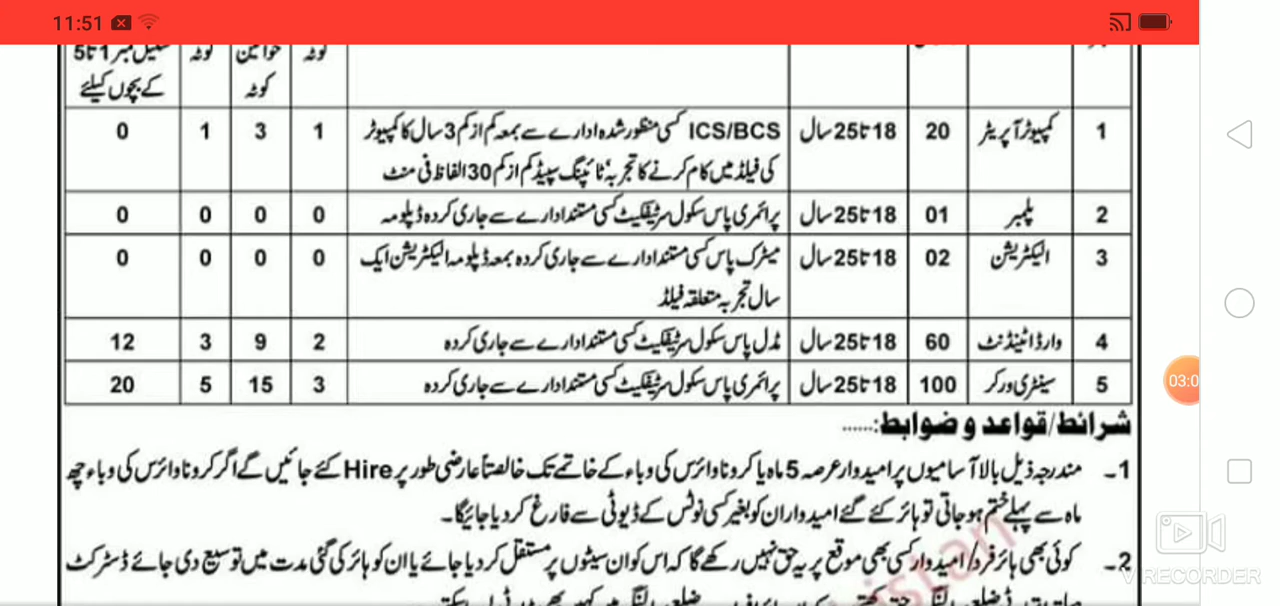 11:51
کوٹہ خواتین کوٹہ سکیل نمبر 1 تا 5
کوٹہ کے بچوں کیلئے
1 کمپیوٹر آپریٹر 20 18 تا 25 سال ICS/BCS کسی منظور شدہ ادارے سے بمعہ کم از کم 3 سال کا کمپیوٹر 1 3 1 0
کی فیلڈ میں کام کرنے کا تجربہ ٹائپنگ سپیڈ کم از کم 30 الفاظ فی منٹ
2 پلمبر 01 18 تا 25 سال پرائمری پاس سکول سرٹیفکیٹ کسی مستند ادارے سے جاری کردہ ڈپلومہ 0 0 0 0
3 الیکٹریشن 02 18 تا 25 سال میٹرک پاس کسی مستند ادارے سے جاری کردہ بمعہ ڈپلومہ الیکٹریشن ایک 0 0 0 0
سال تجربہ متعلقہ فیلڈ
4 وارڈ اٹینڈنٹ 60 18 تا 25 سال مڈل پاس سکول سرٹیفکیٹ کسی مستند ادارے سے جاری کردہ 2 9 3 12
5 سینٹری ورکر 100 18 تا 25 سال پرائمری پاس سکول سرٹیفکیٹ کسی مستند ادارے سے جاری کردہ 3 15 5 20
شرائط/قواعد و ضوابط:......
1۔ مندرجہ ذیل بالا آسامیوں پر امیدوار عرصہ 5 ماہ یا کرونا وائرس کی وباء کے خاتمے تک خالصتاً عارضی طور پر Hire کئے جائیں گے اگر کرونا وائرس کی وباء چھ
ماہ سے پہلے ختم ہو جاتی تو ہائر کئے گئے امیدواران کو بغیر کسی نوٹس کے ڈیوٹی سے فارغ کر دیا جائیگا۔
2۔ کوئی بھی ہائر فرد/امیدوار کسی بھی موقع پر یہ حق نہیں رکھے گا کہ اس کو ان سیٹوں پر مستقل کر دیا جائے یا ان کو ہائر کی گئی مدت میں توسیع دی جائے ڈسٹرکٹ
03:0
V RECORDER